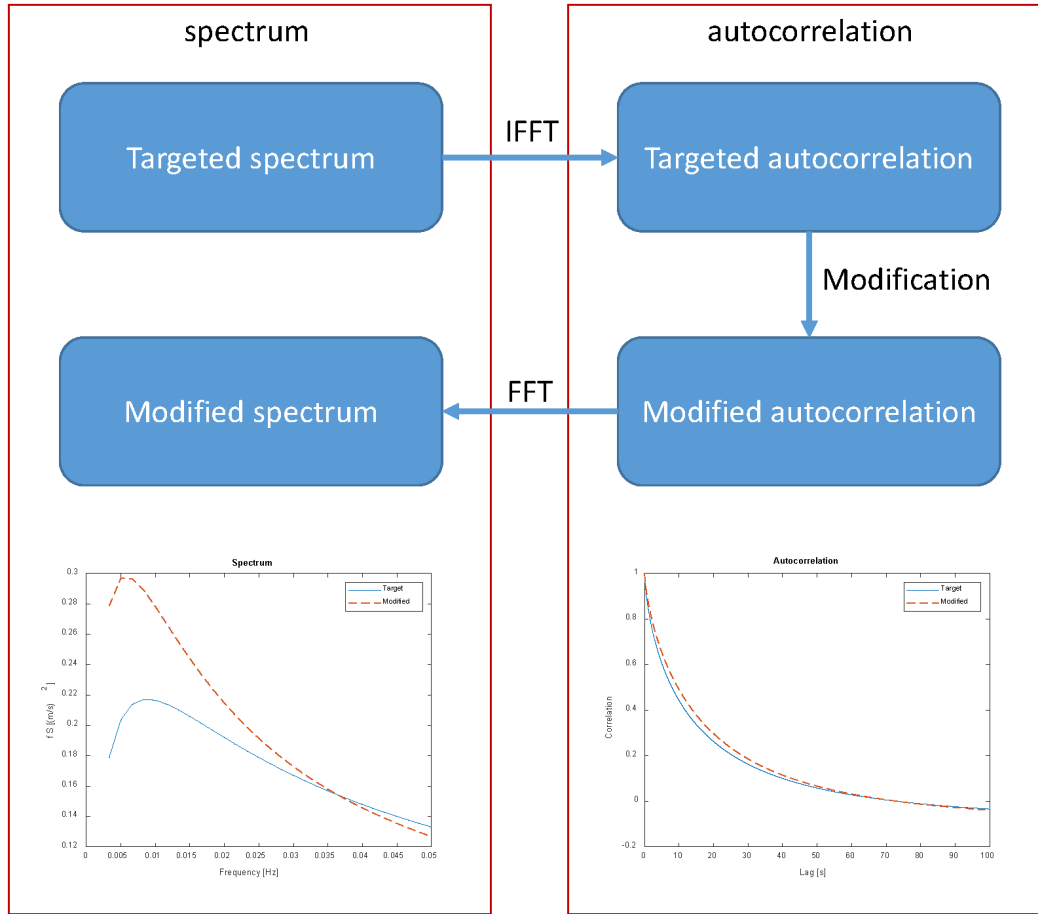 spectrum
Targeted spectrum
IFFT
autocorrelation
Targeted autocorrelation
Modification
Modified spectrum
FFT
Modified autocorrelation
Spectrum
Target
Modified
0.3
0.28
0.26
0.24
0.22
0.2
0.18
0.16
0.14
0.12
f S [(m/s) 2 ]
0 0.005 0.01 0.015 0.02 0.025 0.03 0.035 0.04 0.045 0.05
Frequency [Hz]
Autocorrelation
Target
Modified
1
0.8
0.6
0.4
0.2
0
-0.2
Correlation
0 10 20 30 40 50 60 70 80 90 100
Lag [s]